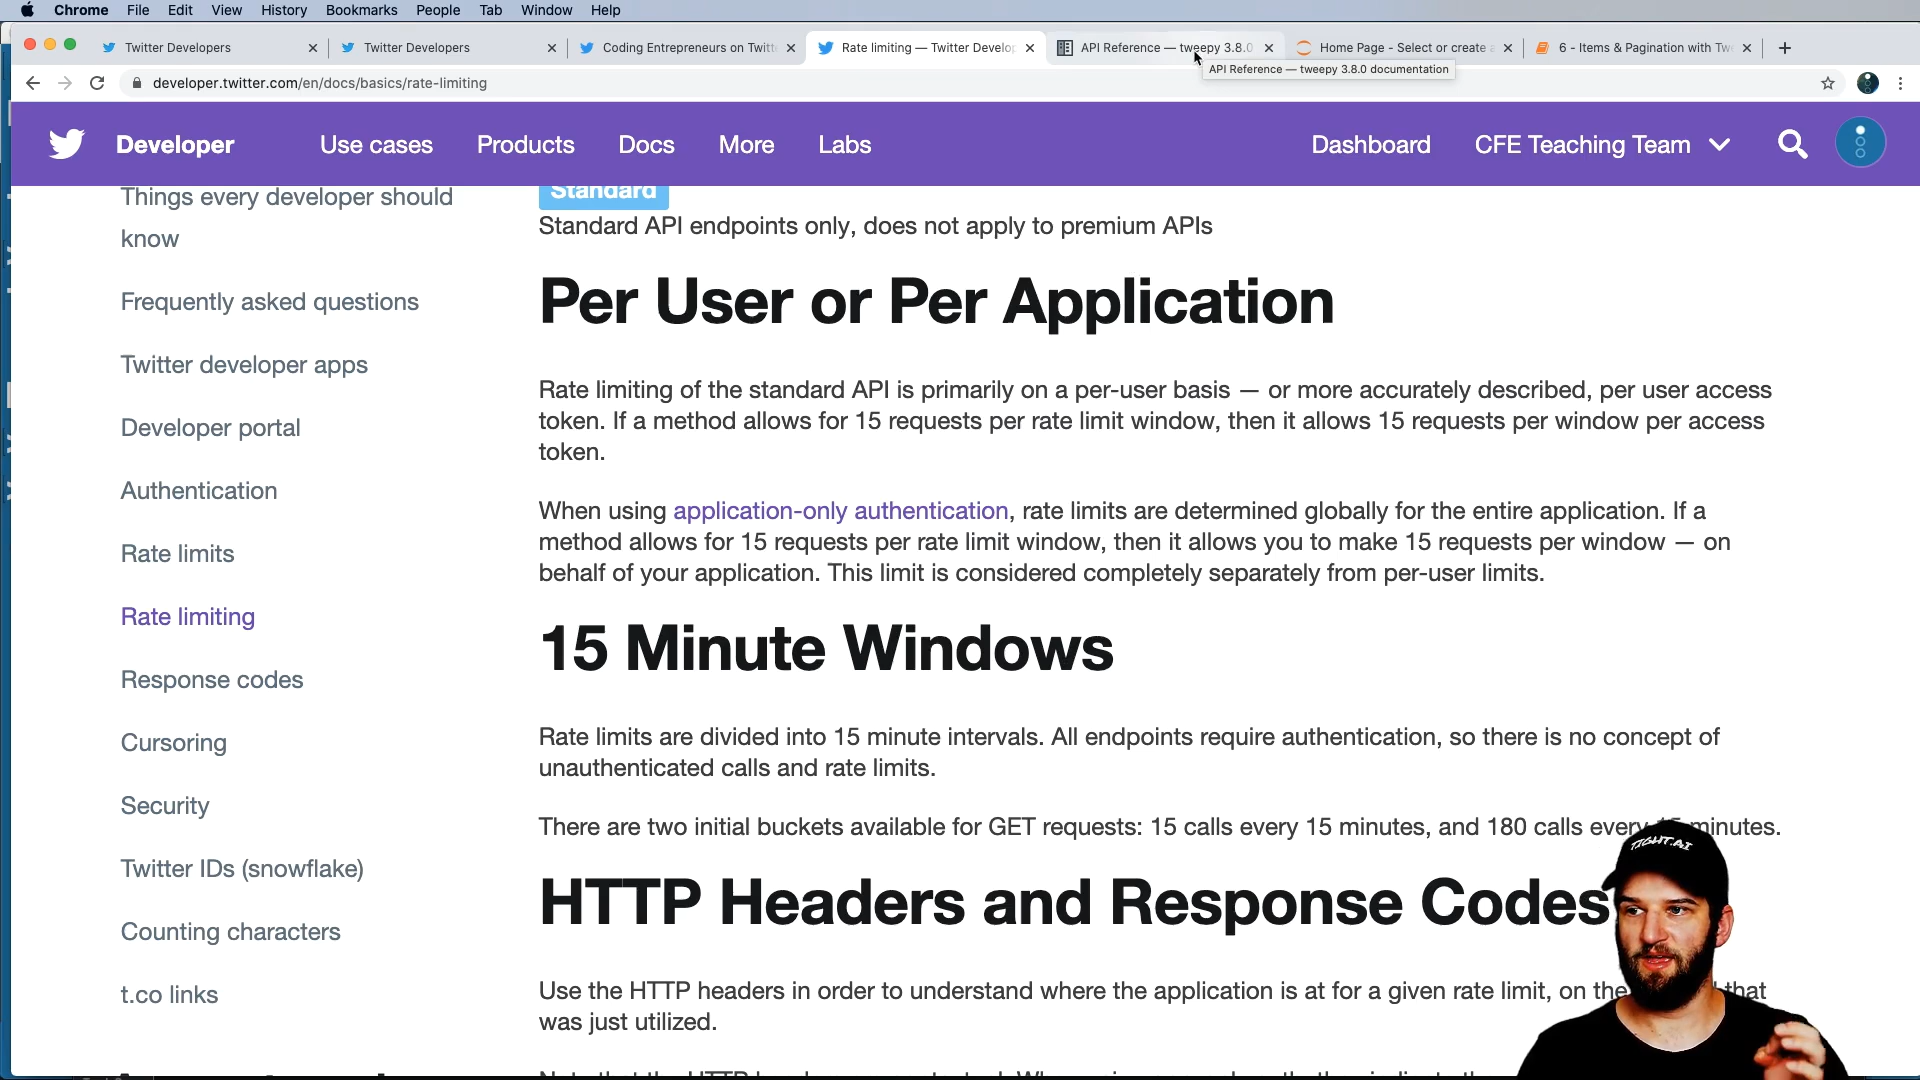 Chrome File Edit View History Bookmarks People Tab Window Help
Twitter Developers
Twitter Developers
Coding Entrepreneurs on Twitt
Rate limiting — Twitter Develo
API Reference — tweepy 3.8.0
Home Page - Select or create
6 - Items & Pagination with Tw
API Reference — tweepy 3.8.0 documentation
developer.twitter.com/en/docs/basics/rate-limiting
Developer Use cases Products Docs More Labs Dashboard CFE Teaching Team
Things every developer should
know
Frequently asked questions
Twitter developer apps
Developer portal
Authentication
Rate limits
Rate limiting
Response codes
Cursoring
Security
Twitter IDs (snowflake)
Counting characters
t.co links
Standard
Standard API endpoints only, does not apply to premium APIs
Per User or Per Application
Rate limiting of the standard API is primarily on a per-user basis — or more accurately described, per user access
token. If a method allows for 15 requests per rate limit window, then it allows 15 requests per window per access
token.
When using application-only authentication, rate limits are determined globally for the entire application. If a
method allows for 15 requests per rate limit window, then it allows you to make 15 requests per window — on
behalf of your application. This limit is considered completely separately from per-user limits.
15 Minute Windows
Rate limits are divided into 15 minute intervals. All endpoints require authentication, so there is no concept of
unauthenticated calls and rate limits.
There are two initial buckets available for GET requests: 15 calls every 15 minutes, and 180 calls every 15 minutes.
HTTP Headers and Response Codes
Use the HTTP headers in order to understand where the application is at for a given rate limit, on the that
was just utilized.